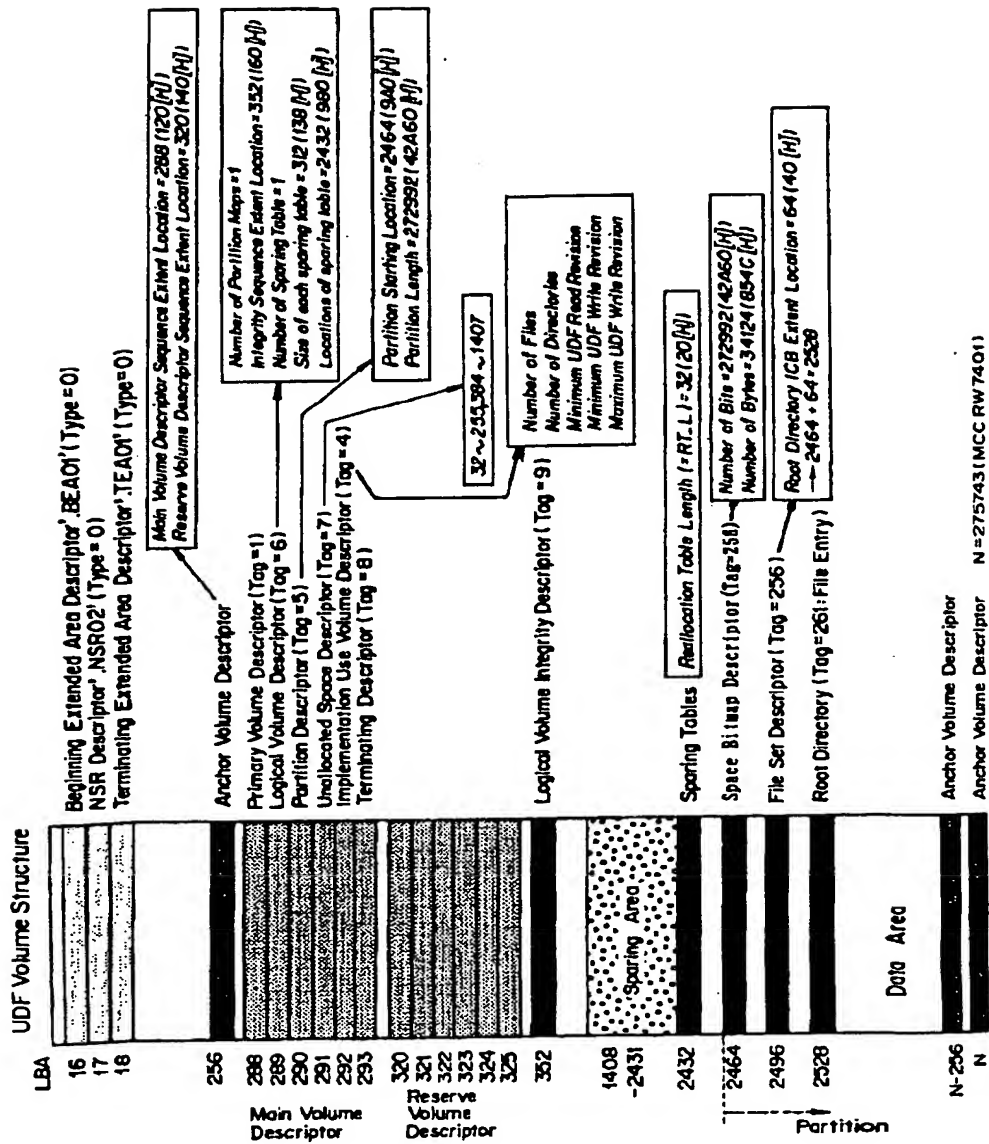 UDF Volume Structure
LBA
16
17
18
256
288
289
290
291
292
293
Main Volume
Descriptor
320
321
322
323
324
325
Reserve
Volume
Descriptor
352
1408
-2431
2432
2464
2496
2528
Partition
N-256
N
Sparing Area
Data Area
Beginning Extended Area Descriptor'.BEA01'(Type=0)
NSR Descriptor'.NSR02'(Type=0)
Terminating Extended Area Descriptor'.TEA01'(Type=0)
Anchor Volume Descriptor
Primary Volume Descriptor(Tag=1)
Logical Volume Descriptor(Tag=6)
Partition Descriptor(Tag=5)
Unallocated Space Descriptor(Tag=7)
Implementation Use Volume Descriptor(Tag=4)
Terminating Descriptor(Tag=8)
Logical Volume Integrity Descriptor(Tag=9)
Sparing Tables
Space Bitmap Descriptor(Tag=258)
File Set Descriptor(Tag=256)
Root Directory(Tag=261:File Entry)
Anchor Volume Descriptor
Anchor Volume Descriptor N=275743(MCC RW7401)
Main Volume Descriptor Sequence Extent Location=288(120[H])
Reserve Volume Descriptor Sequence Extent Location=320(140[H])
Number of Partition Maps=1
Integrity Sequence Extent Location=352(160[H])
Number of Sparing Table=1
Size of each sparing table=312(138[H])
Locations of sparing table=2432(980[H])
Partition Starting Location=2464(9A0[H])
Partition Length=272992(42A60[H])
32~255,384~1407
Number of Files
Number of Directories
Minimum UDF Read Revision
Minimum UDF Write Revision
Maximum UDF Write Revision
Reallocation Table Length(=RT_L)=32(20[H])
Number of Bits=272992(42A60[H])
Number of Bytes=34124(854C[H])
Root Directory ICB Extent Location=64(40[H])
→2464+64=2528